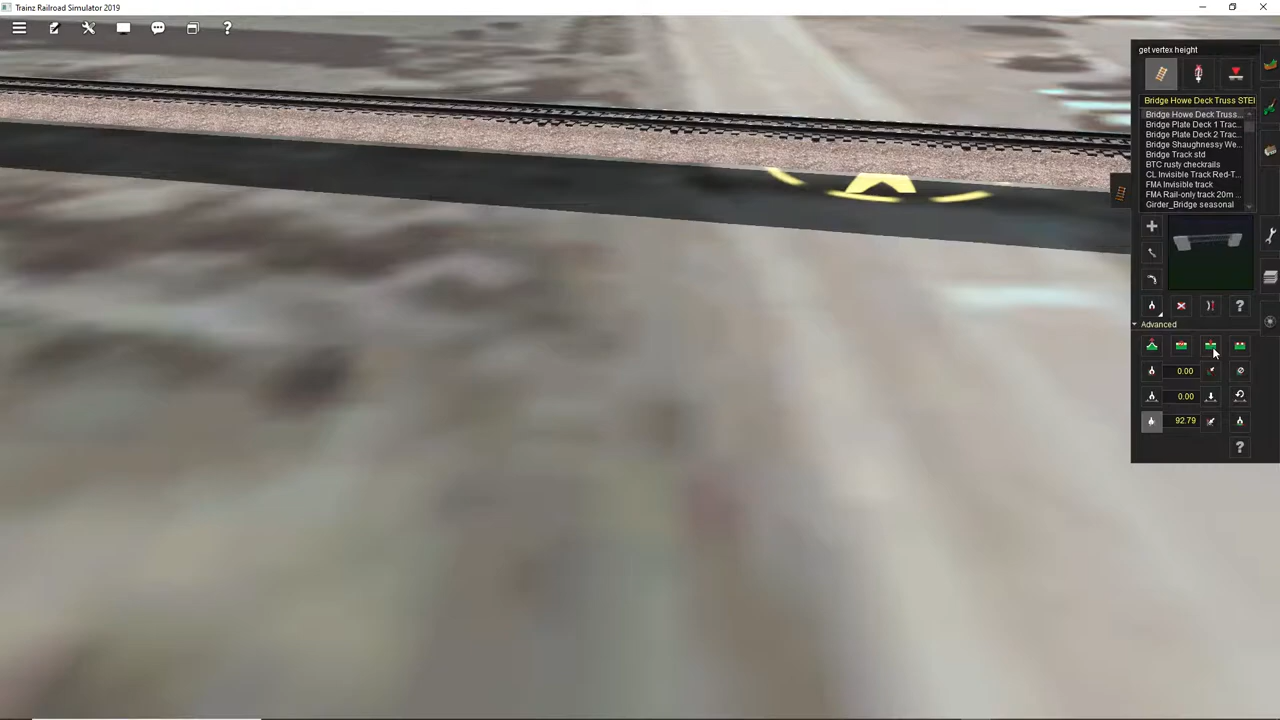 Trainz Railroad Simulator 2019
get vertex height
Bridge Howe Deck Truss STEI
Bridge Howe Deck Truss...
Bridge Plate Deck 1 Trac...
Bridge Plate Deck 2 Trac...
Bridge Shaughnessy We...
Bridge Track std
BTC rusty checkrails
CL Invisible Track Red-T...
FMA Invisible track
FMA Rail-only track 20m ...
Girder_Bridge seasonal
Advanced
0.00
0.00
92.79